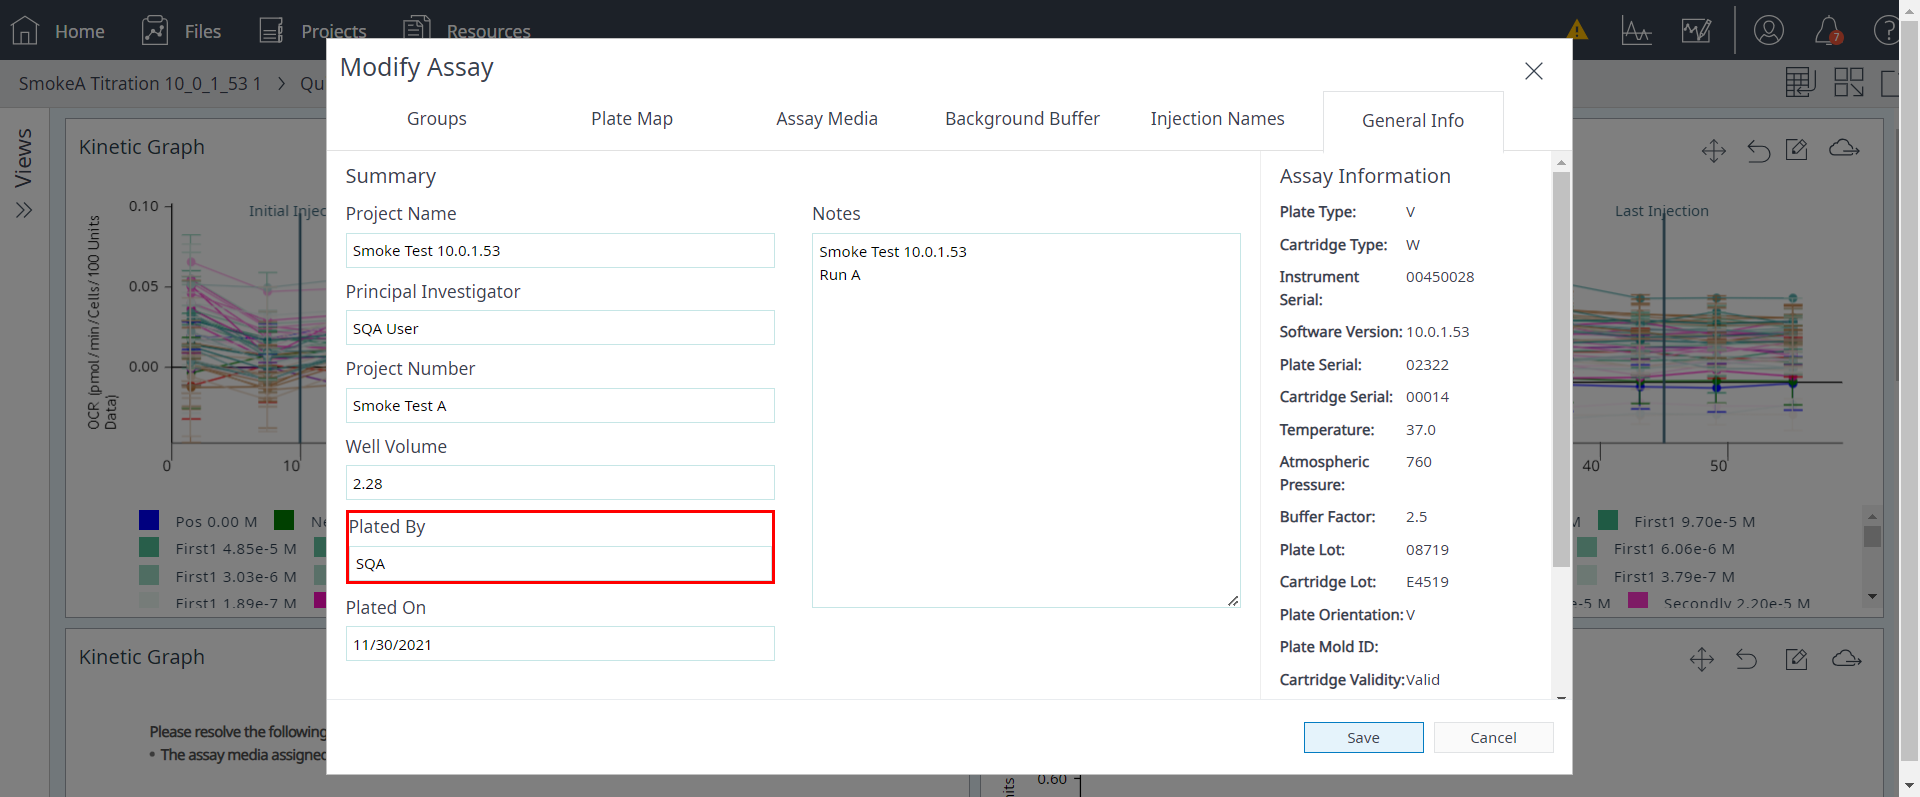 Home
Files
Projects
Resources
7
SmokeA Titration 10_0_1_53 1
Qu
Views
Modify Assay
Groups
Plate Map
Assay Media
Background Buffer
Injection Names
General Info
Summary
Project Name
Smoke Test 10.0.1.53
Principal Investigator
SQA User
Project Number
Smoke Test A
Well Volume
2.28
Plated By
SQA
Plated On
11/30/2021
Notes
Smoke Test 10.0.1.53
Run A
Assay Information
Plate Type: V
Cartridge Type: W
Instrument Serial: 00450028
Software Version: 10.0.1.53
Plate Serial: 02322
Cartridge Serial: 00014
Temperature: 37.0
Atmospheric Pressure: 760
Buffer Factor: 2.5
Plate Lot: 08719
Cartridge Lot: E4519
Plate Orientation: V
Plate Mold ID:
Cartridge Validity: Valid
Save
Cancel
Kinetic Graph
OCR (pmol/min/Cells/100 Units Data)
0.10
0.05
0.00
0
10
Initial Injec
Last Injection
40
50
Pos 0.00 M
Ne
First1 4.85e-5 M
First1 3.03e-6 M
First1 1.89e-7 M
M
First1 9.70e-5 M
First1 6.06e-6 M
First1 3.79e-7 M
e-5 M
Secondly 2.20e-5 M
Kinetic Graph
Please resolve the following
• The assay media assigned
0.60
nits